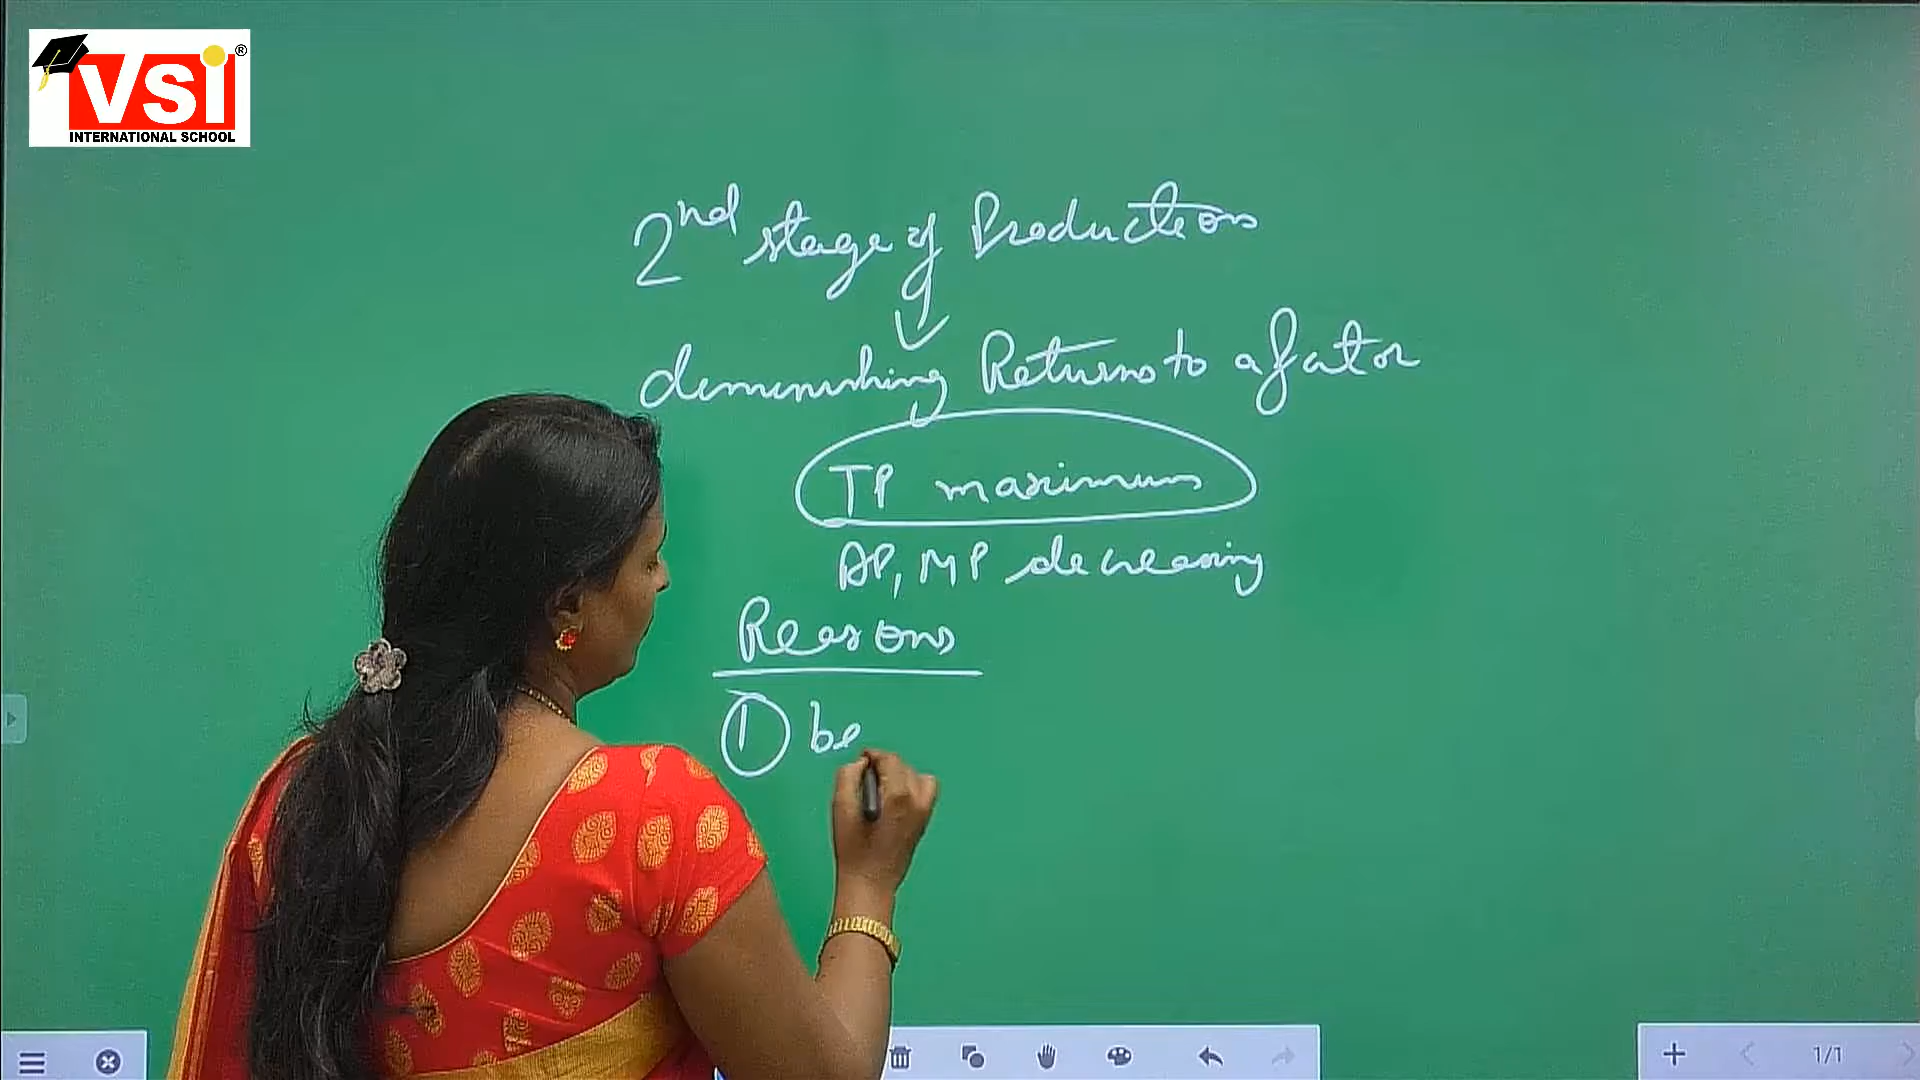 VSI®
INTERNATIONAL SCHOOL
2nd stage of Production
diminishing Returns to a factor
TP maximum
AP, MP decreasing
Reasons
① be
1/1